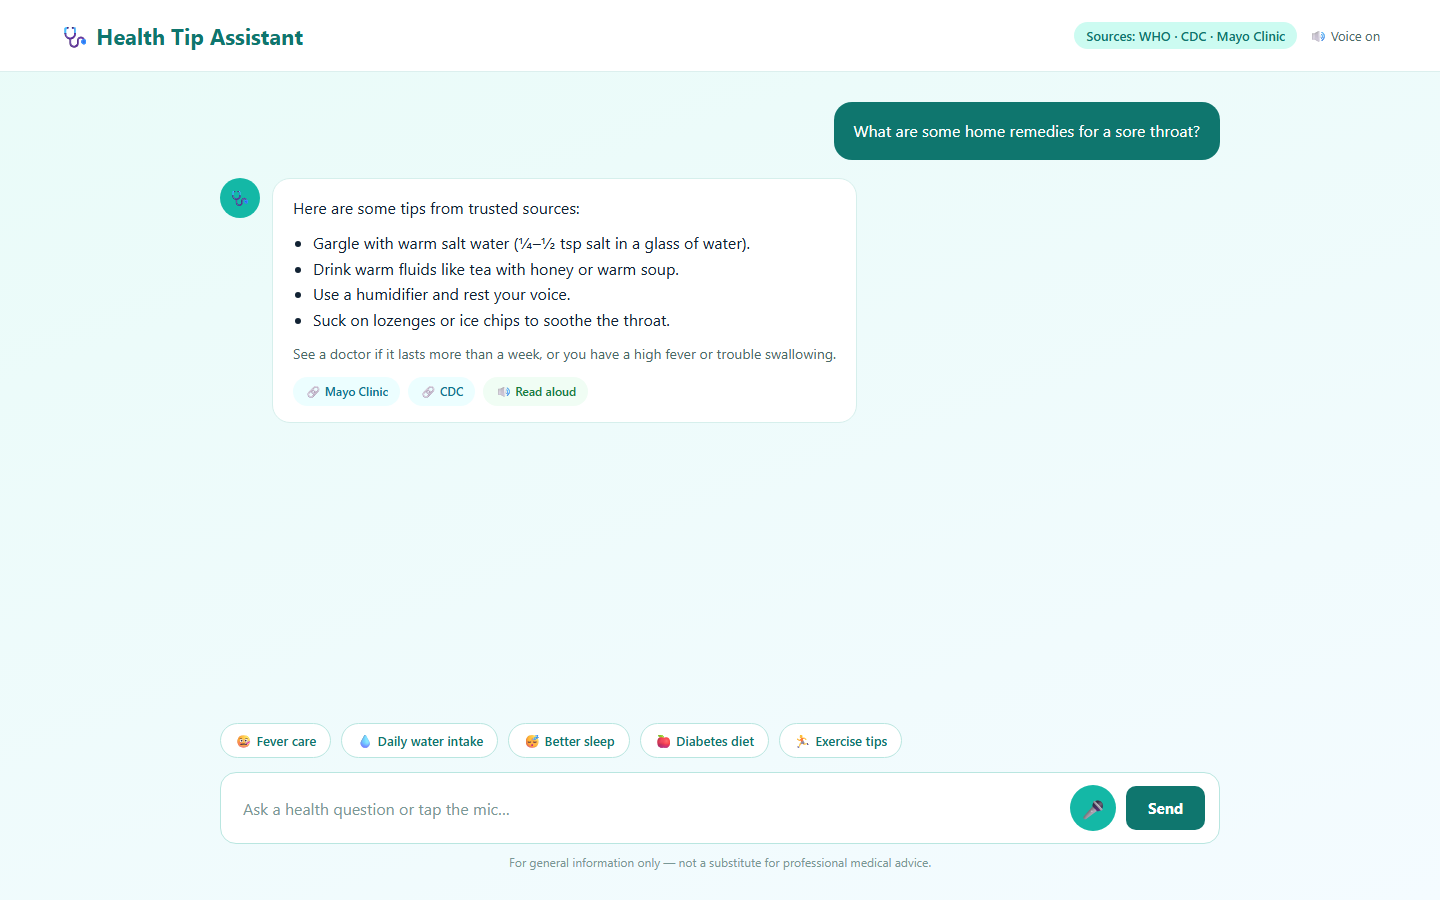 Health Tip Assistant
Sources: WHO · CDC · Mayo Clinic
Voice on
What are some home remedies for a sore throat?
Here are some tips from trusted sources:
• Gargle with warm salt water (¼–½ tsp salt in a glass of water).
• Drink warm fluids like tea with honey or warm soup.
• Use a humidifier and rest your voice.
• Suck on lozenges or ice chips to soothe the throat.
See a doctor if it lasts more than a week, or you have a high fever or trouble swallowing.
Mayo Clinic
CDC
Read aloud
Fever care
Daily water intake
Better sleep
Diabetes diet
Exercise tips
Ask a health question or tap the mic...
Send
For general information only — not a substitute for professional medical advice.